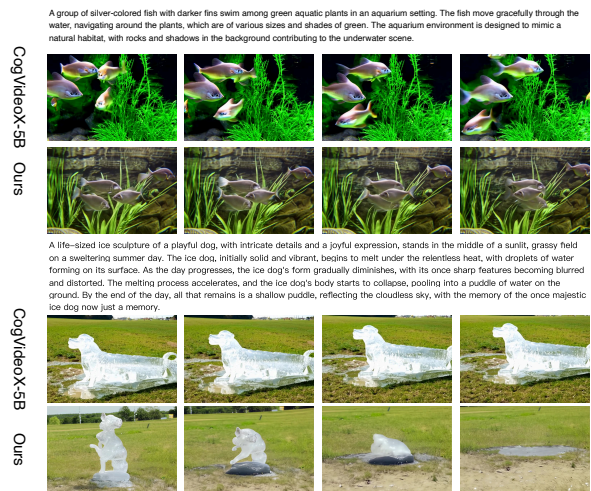 A group of silver-colored fish with darker fins swim among green aquatic plants in an aquarium setting. The fish move gracefully through the
water, navigating around the plants, which are of various sizes and shades of green. The aquarium environment is designed to mimic a
natural habitat, with rocks and shadows in the background contributing to the underwater scene.
CogVideoX-5B
Ours
A life-sized ice sculpture of a playful dog, with intricate details and a joyful expression, stands in the middle of a sunlit, grassy field
on a sweltering summer day. The ice dog, initially solid and vibrant, begins to melt under the relentless heat, with droplets of water
forming on its surface. As the day progresses, the ice dog's form gradually diminishes, with its once sharp features becoming blurred
and distorted. The melting process accelerates, and the ice dog's body starts to collapse, pooling into a puddle of water on the
ground. By the end of the day, all that remains is a shallow puddle, reflecting the cloudless sky, with the memory of the once majestic
ice dog now just a memory.
CogVideoX-5B
Ours